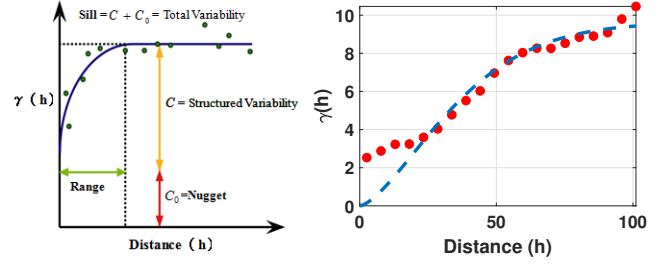 Sill = C + C₀ = Total Variability
γ (h)
C = Structured Variability
Range
C₀ =Nugget
Distance（h）
10
8
6
4
2
0
γ(h)
0
50
100
Distance (h)